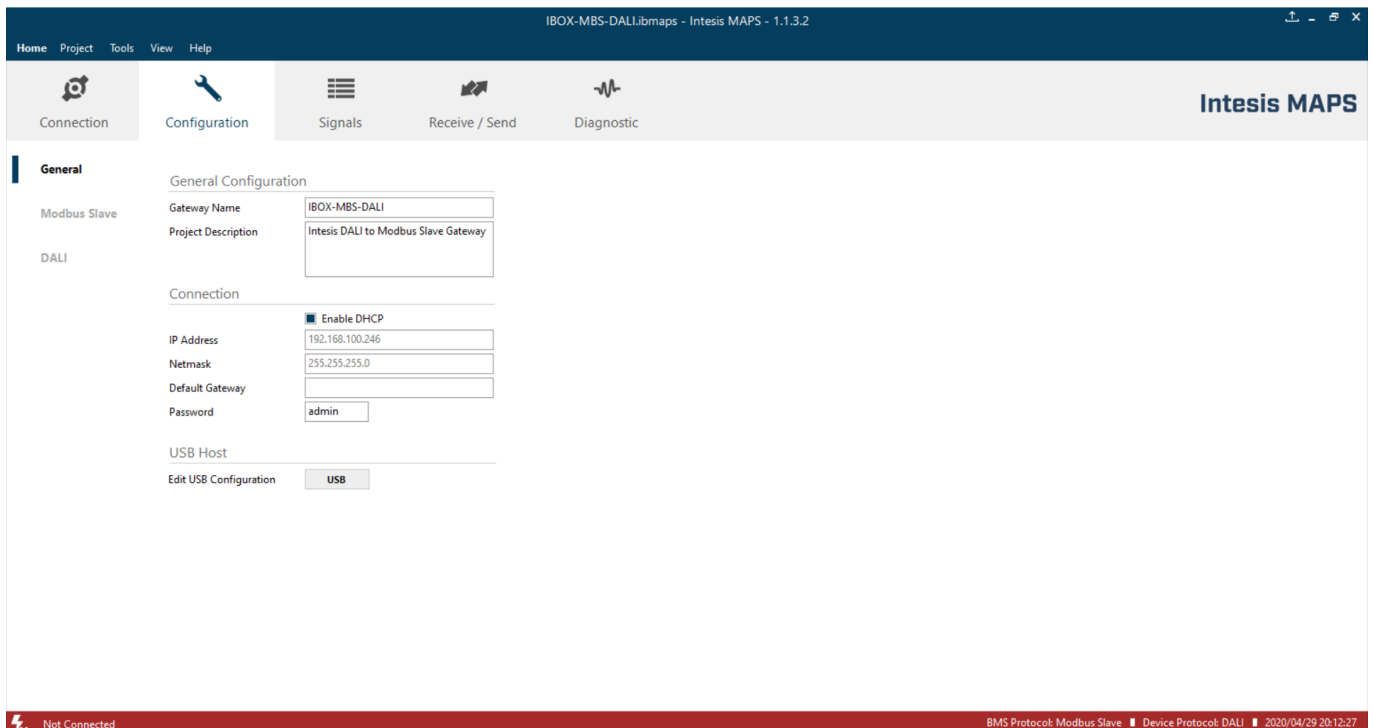 IBOX-MBS-DALI.ibmaps - Intesis MAPS - 1.1.3.2
Home Project Tools View Help
Connection Configuration Signals Receive / Send Diagnostic
Intesis MAPS
General
Modbus Slave
DALI
General Configuration
Gateway Name IBOX-MBS-DALI
Project Description Intesis DALI to Modbus Slave Gateway
Connection
Enable DHCP
IP Address 192.168.100.246
Netmask 255.255.255.0
Default Gateway
Password admin
USB Host
Edit USB Configuration USB
Not Connected
BMS Protocol: Modbus Slave Device Protocol: DALI 2020/04/29 20:12:27